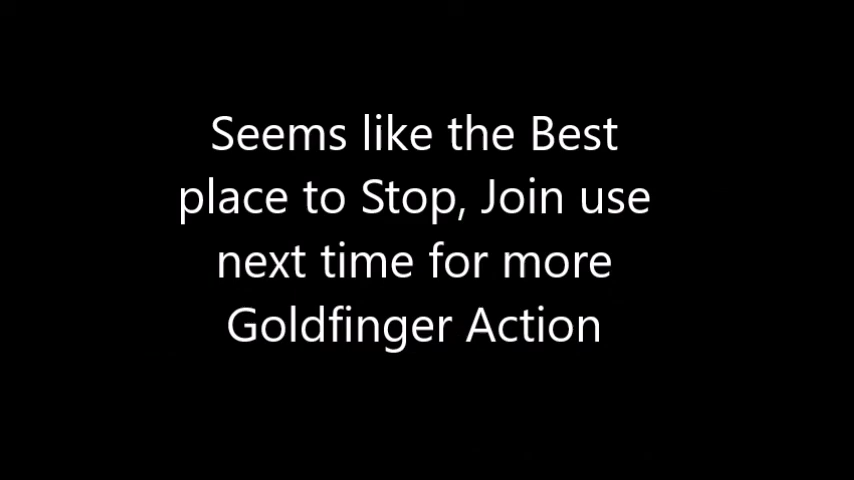 Seems like the Best
place to Stop, Join use
next time for more
Goldfinger Action